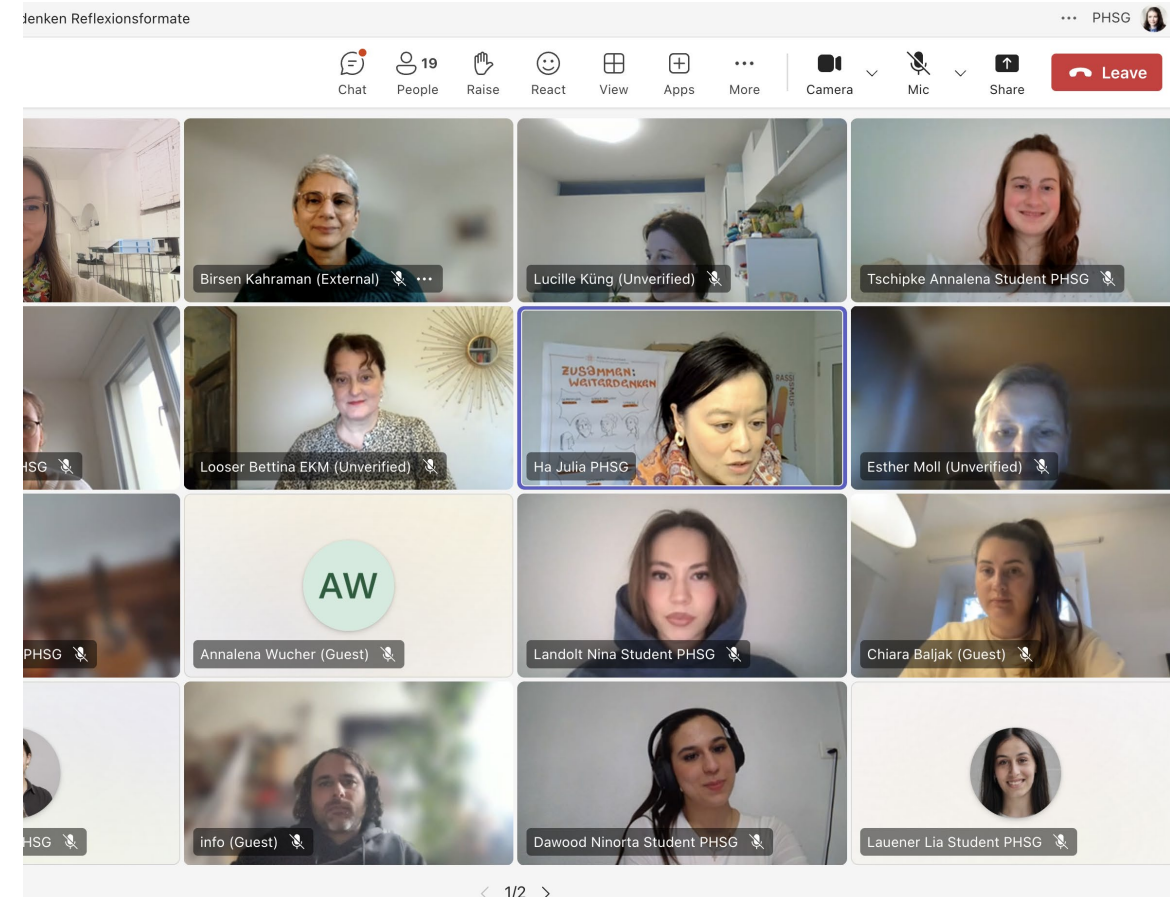 denken Reflexionsformate
PHSG
19
Chat
People
Raise
React
View
Apps
More
Camera
Mic
Share
Leave
Birsen Kahraman (External)
Lucille Küng (Unverified)
Tschipke Annalena Student PHSG
HSG
Looser Bettina EKM (Unverified)
ZUSAMMEN:
WEITERDENKEN
RASSI
SMUS
Ha Julia PHSG
Esther Moll (Unverified)
PHSG
AW
Annalena Wucher (Guest)
Landolt Nina Student PHSG
Chiara Baljak (Guest)
HSG
info (Guest)
Dawood Ninorta Student PHSG
Lauener Lia Student PHSG
1/2